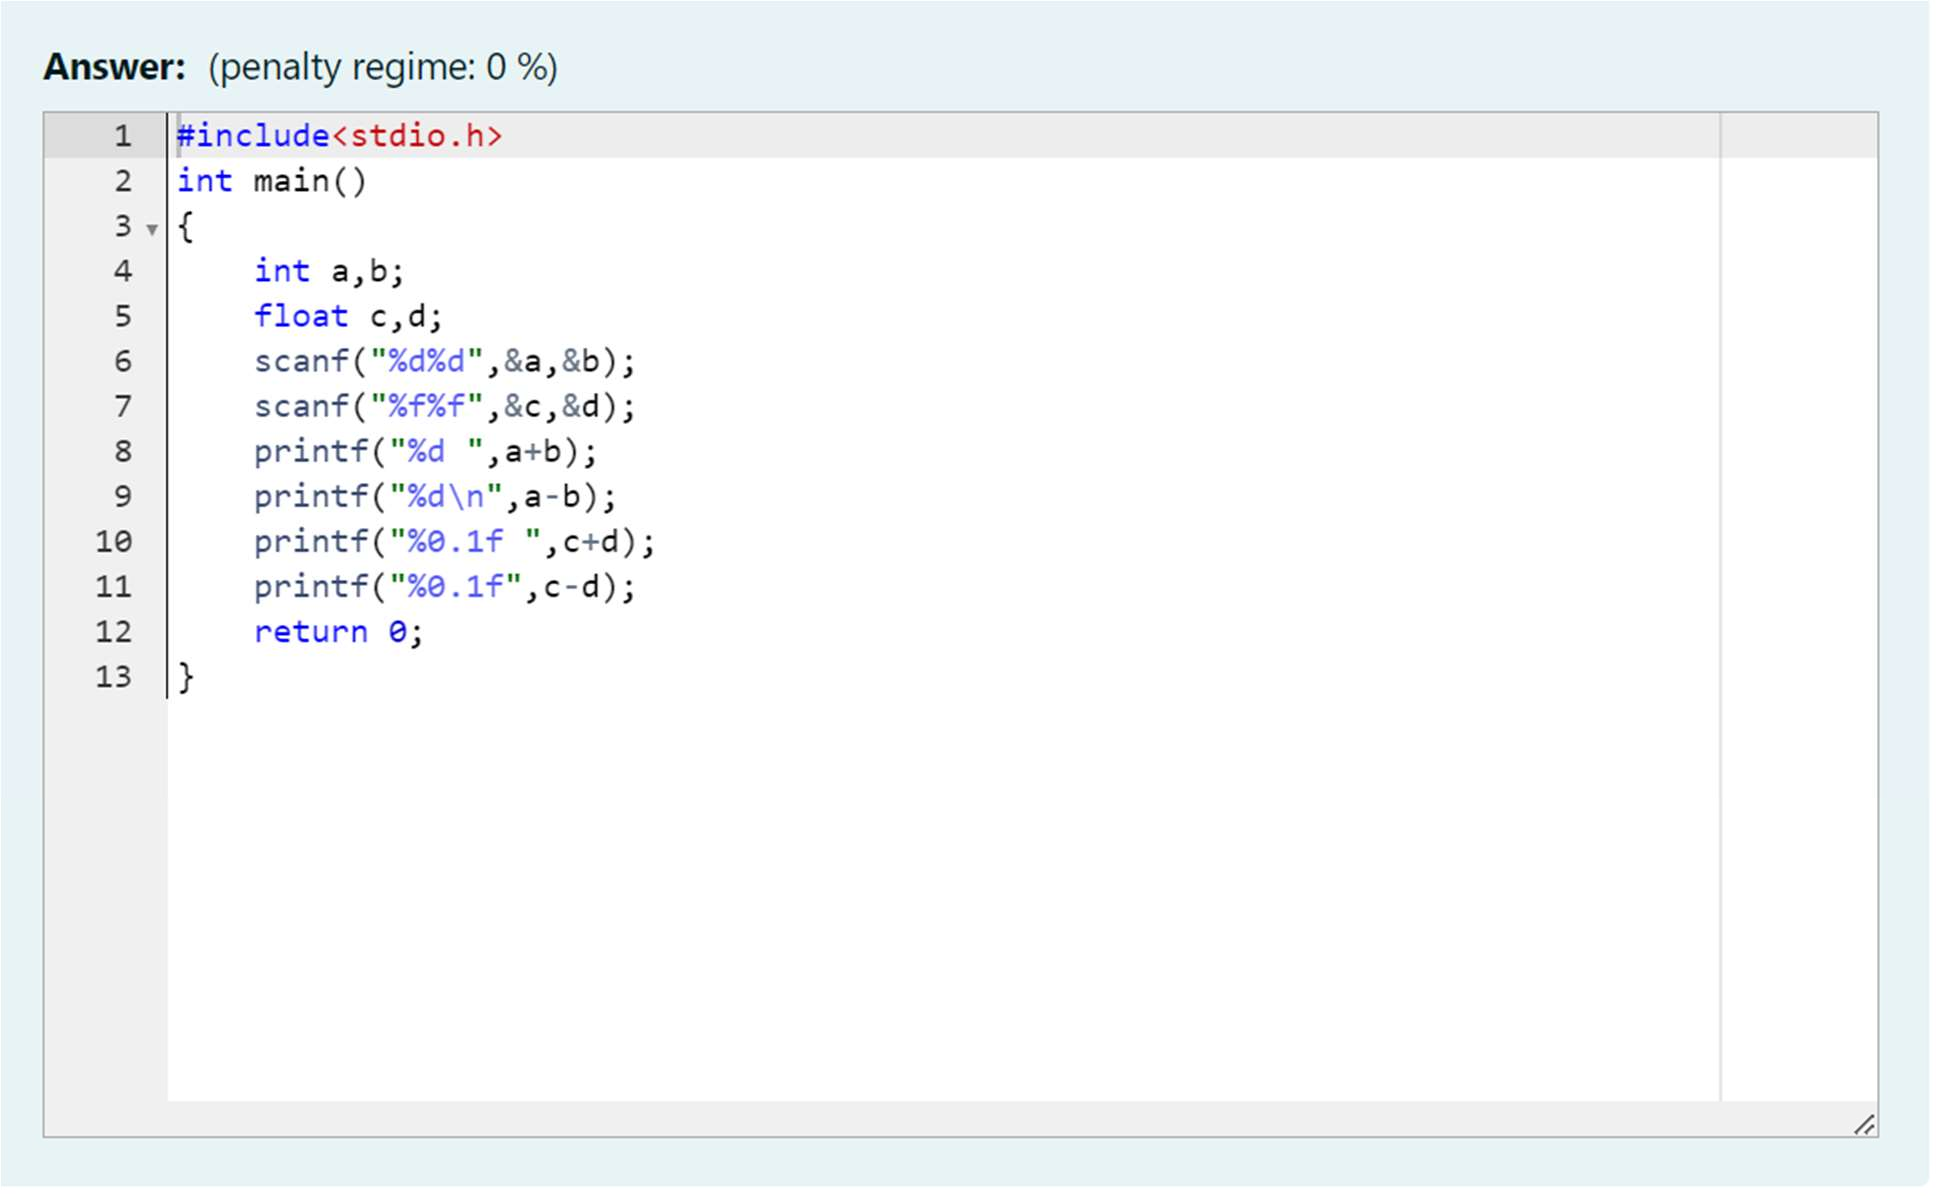 Answer: (penalty regime: 0 %)
1 #include<stdio.h>
2 int main()
3 {
4     int a,b;
5     float c,d;
6     scanf("%d%d",&a,&b);
7     scanf("%f%f",&c,&d);
8     printf("%d ",a+b);
9     printf("%d\n",a-b);
10     printf("%0.1f ",c+d);
11     printf("%0.1f",c-d);
12     return 0;
13 }